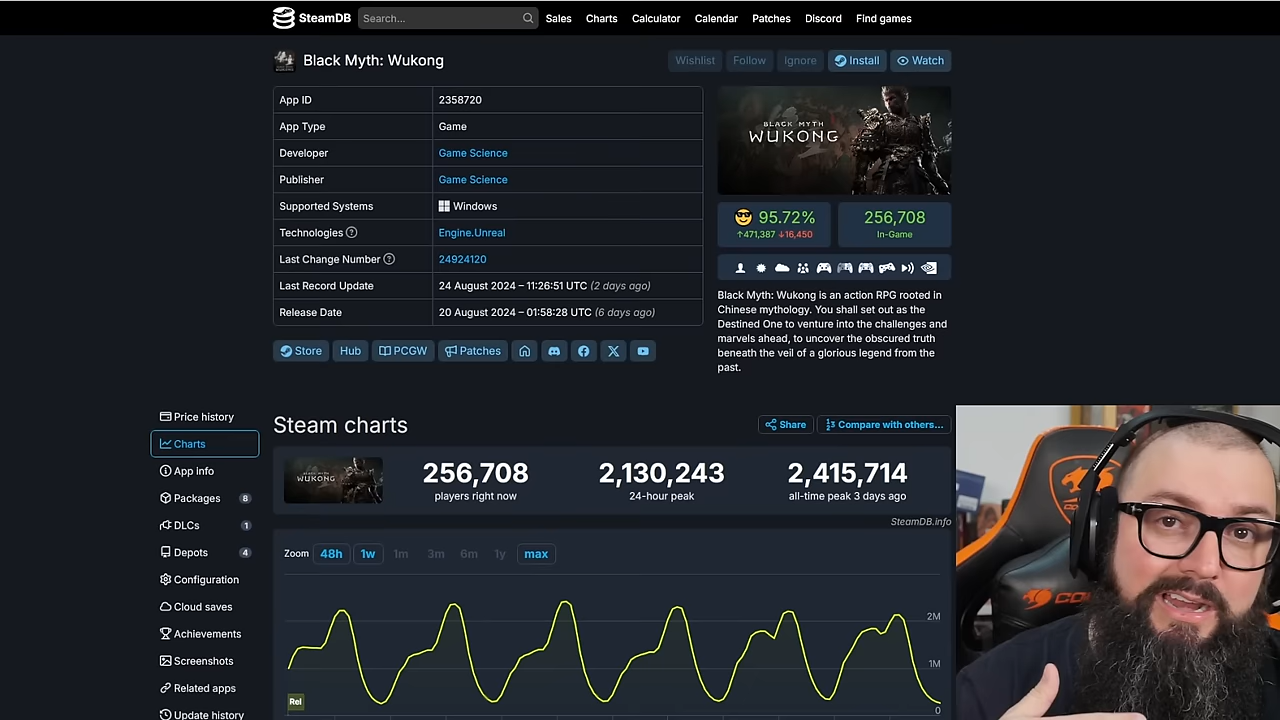 SteamDB Search... Sales Charts Calculator Calendar Patches Discord Find games
Black Myth: Wukong
Wishlist Follow Ignore Install Watch
App ID 2358720
App Type Game
Developer Game Science
Publisher Game Science
Supported Systems Windows
Technologies Engine.Unreal
Last Change Number 24924120
Last Record Update 24 August 2024 – 11:26:51 UTC (2 days ago)
Release Date 20 August 2024 – 01:58:28 UTC (6 days ago)
Store Hub PCGW Patches
BLACK MYTH
WUKONG
95.72%
↑471,387 ↓16,450
256,708
In-Game
Black Myth: Wukong is an action RPG rooted in
Chinese mythology. You shall set out as the
Destined One to venture into the challenges and
marvels ahead, to uncover the obscured truth
beneath the veil of a glorious legend from the
past.
Price history
Charts
App info
Packages 8
DLCs 1
Depots 4
Configuration
Cloud saves
Achievements
Screenshots
Related apps
Update history
Steam charts
Share Compare with others...
WUKONG
256,708
players right now
2,130,243
24-hour peak
2,415,714
all-time peak 3 days ago
SteamDB.info
Zoom 48h 1w 1m 3m 6m 1y max
2M
1M
0
Rel